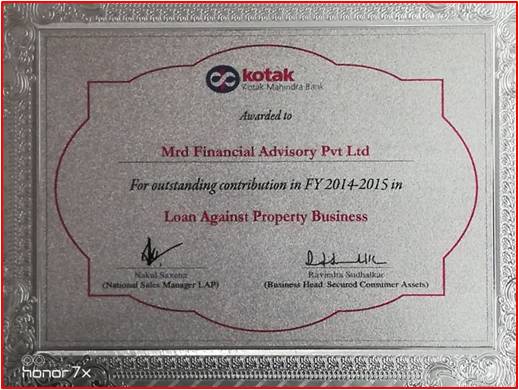 kotak
Kotak Mahindra Bank
Awarded to
Mrd Financial Advisory Pvt Ltd
For outstanding contribution in FY 2014-2015 in
Loan Against Property Business
Nakul Saxena
(National Sales Manager LAP)
Ravindra Sudhalkar
(Business Head Secured Consumer Assets)
honor 7x